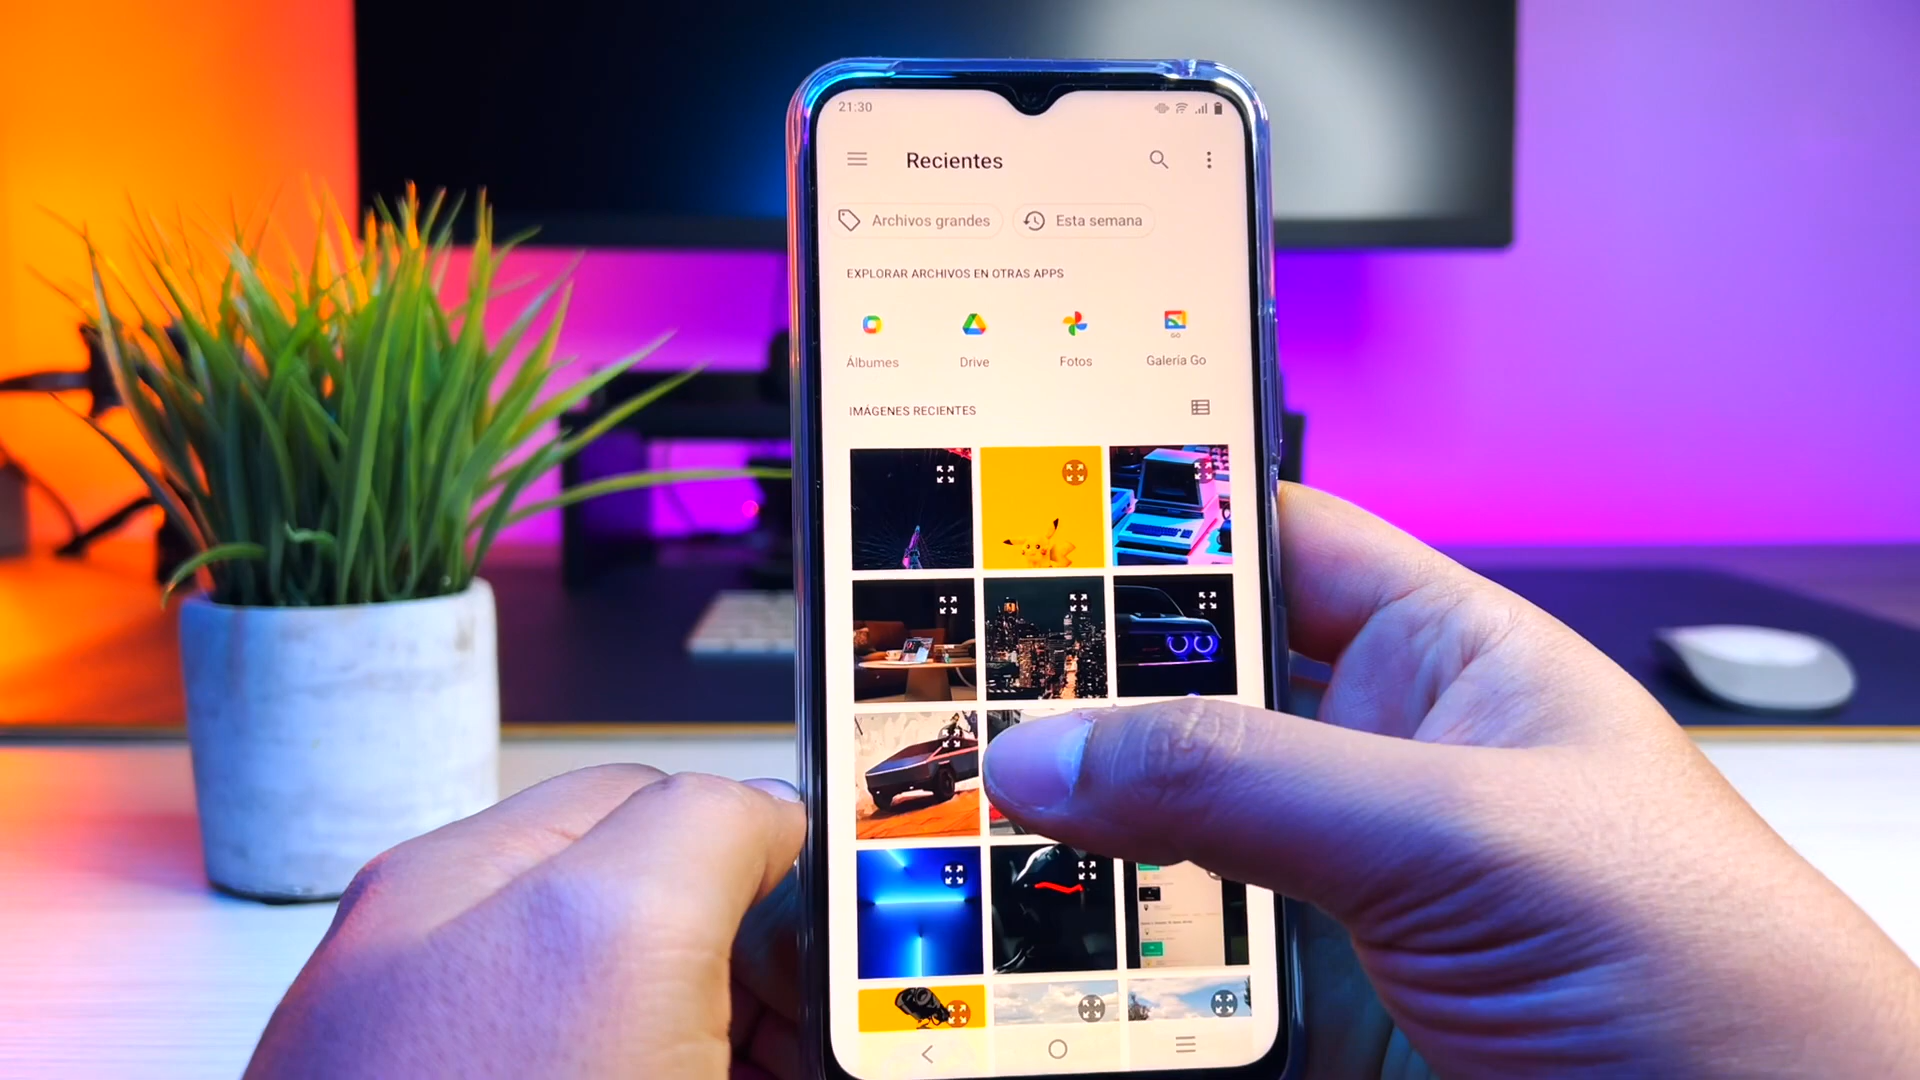 21:30
Recientes
Archivos grandes
Esta semana
EXPLORAR ARCHIVOS EN OTRAS APPS
Álbumes
Drive
Fotos
GO
Galería Go
IMÁGENES RECIENTES